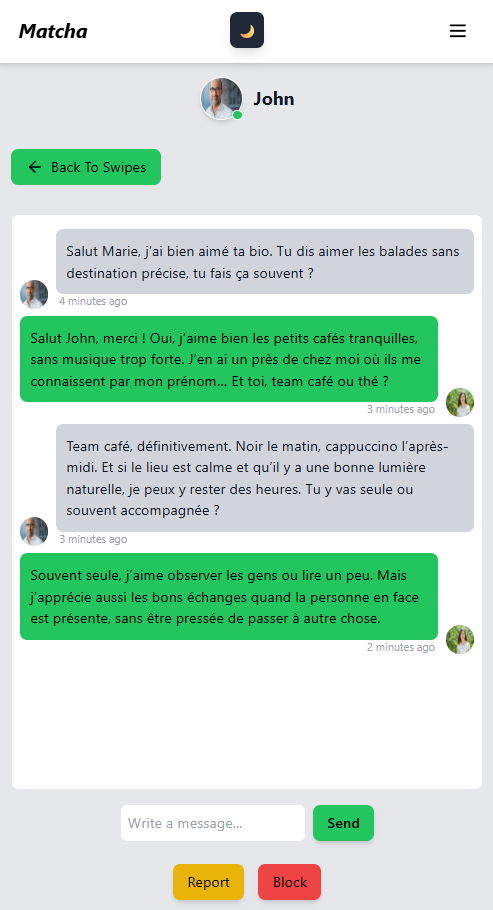 Matcha
John
Back To Swipes
Salut Marie, j’ai bien aimé ta bio. Tu dis aimer les balades sans
destination précise, tu fais ça souvent ?
4 minutes ago
Salut John, merci ! Oui, j’aime bien les petits cafés tranquilles,
sans musique trop forte. J’en ai un près de chez moi où ils me
connaissent par mon prénom… Et toi, team café ou thé ?
3 minutes ago
Team café, définitivement. Noir le matin, cappuccino l’après-
midi. Et si le lieu est calme et qu’il y a une bonne lumière
naturelle, je peux y rester des heures. Tu y vas seule ou
souvent accompagnée ?
3 minutes ago
Souvent seule, j’aime observer les gens ou lire un peu. Mais
j’apprécie aussi les bons échanges quand la personne en face
est présente, sans être pressée de passer à autre chose.
2 minutes ago
Write a message...
Send
Report
Block